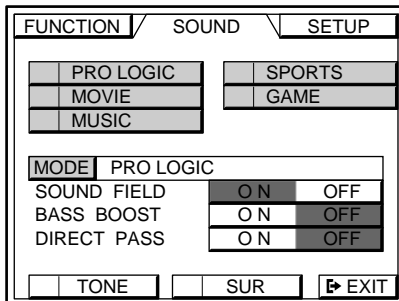 FUNCTION SOUND SETUP
PRO LOGIC SPORTS
MOVIE GAME
MUSIC
MODE PRO LOGIC
SOUND FIELD ON OFF
BASS BOOST ON OFF
DIRECT PASS ON OFF
TONE SUR EXIT